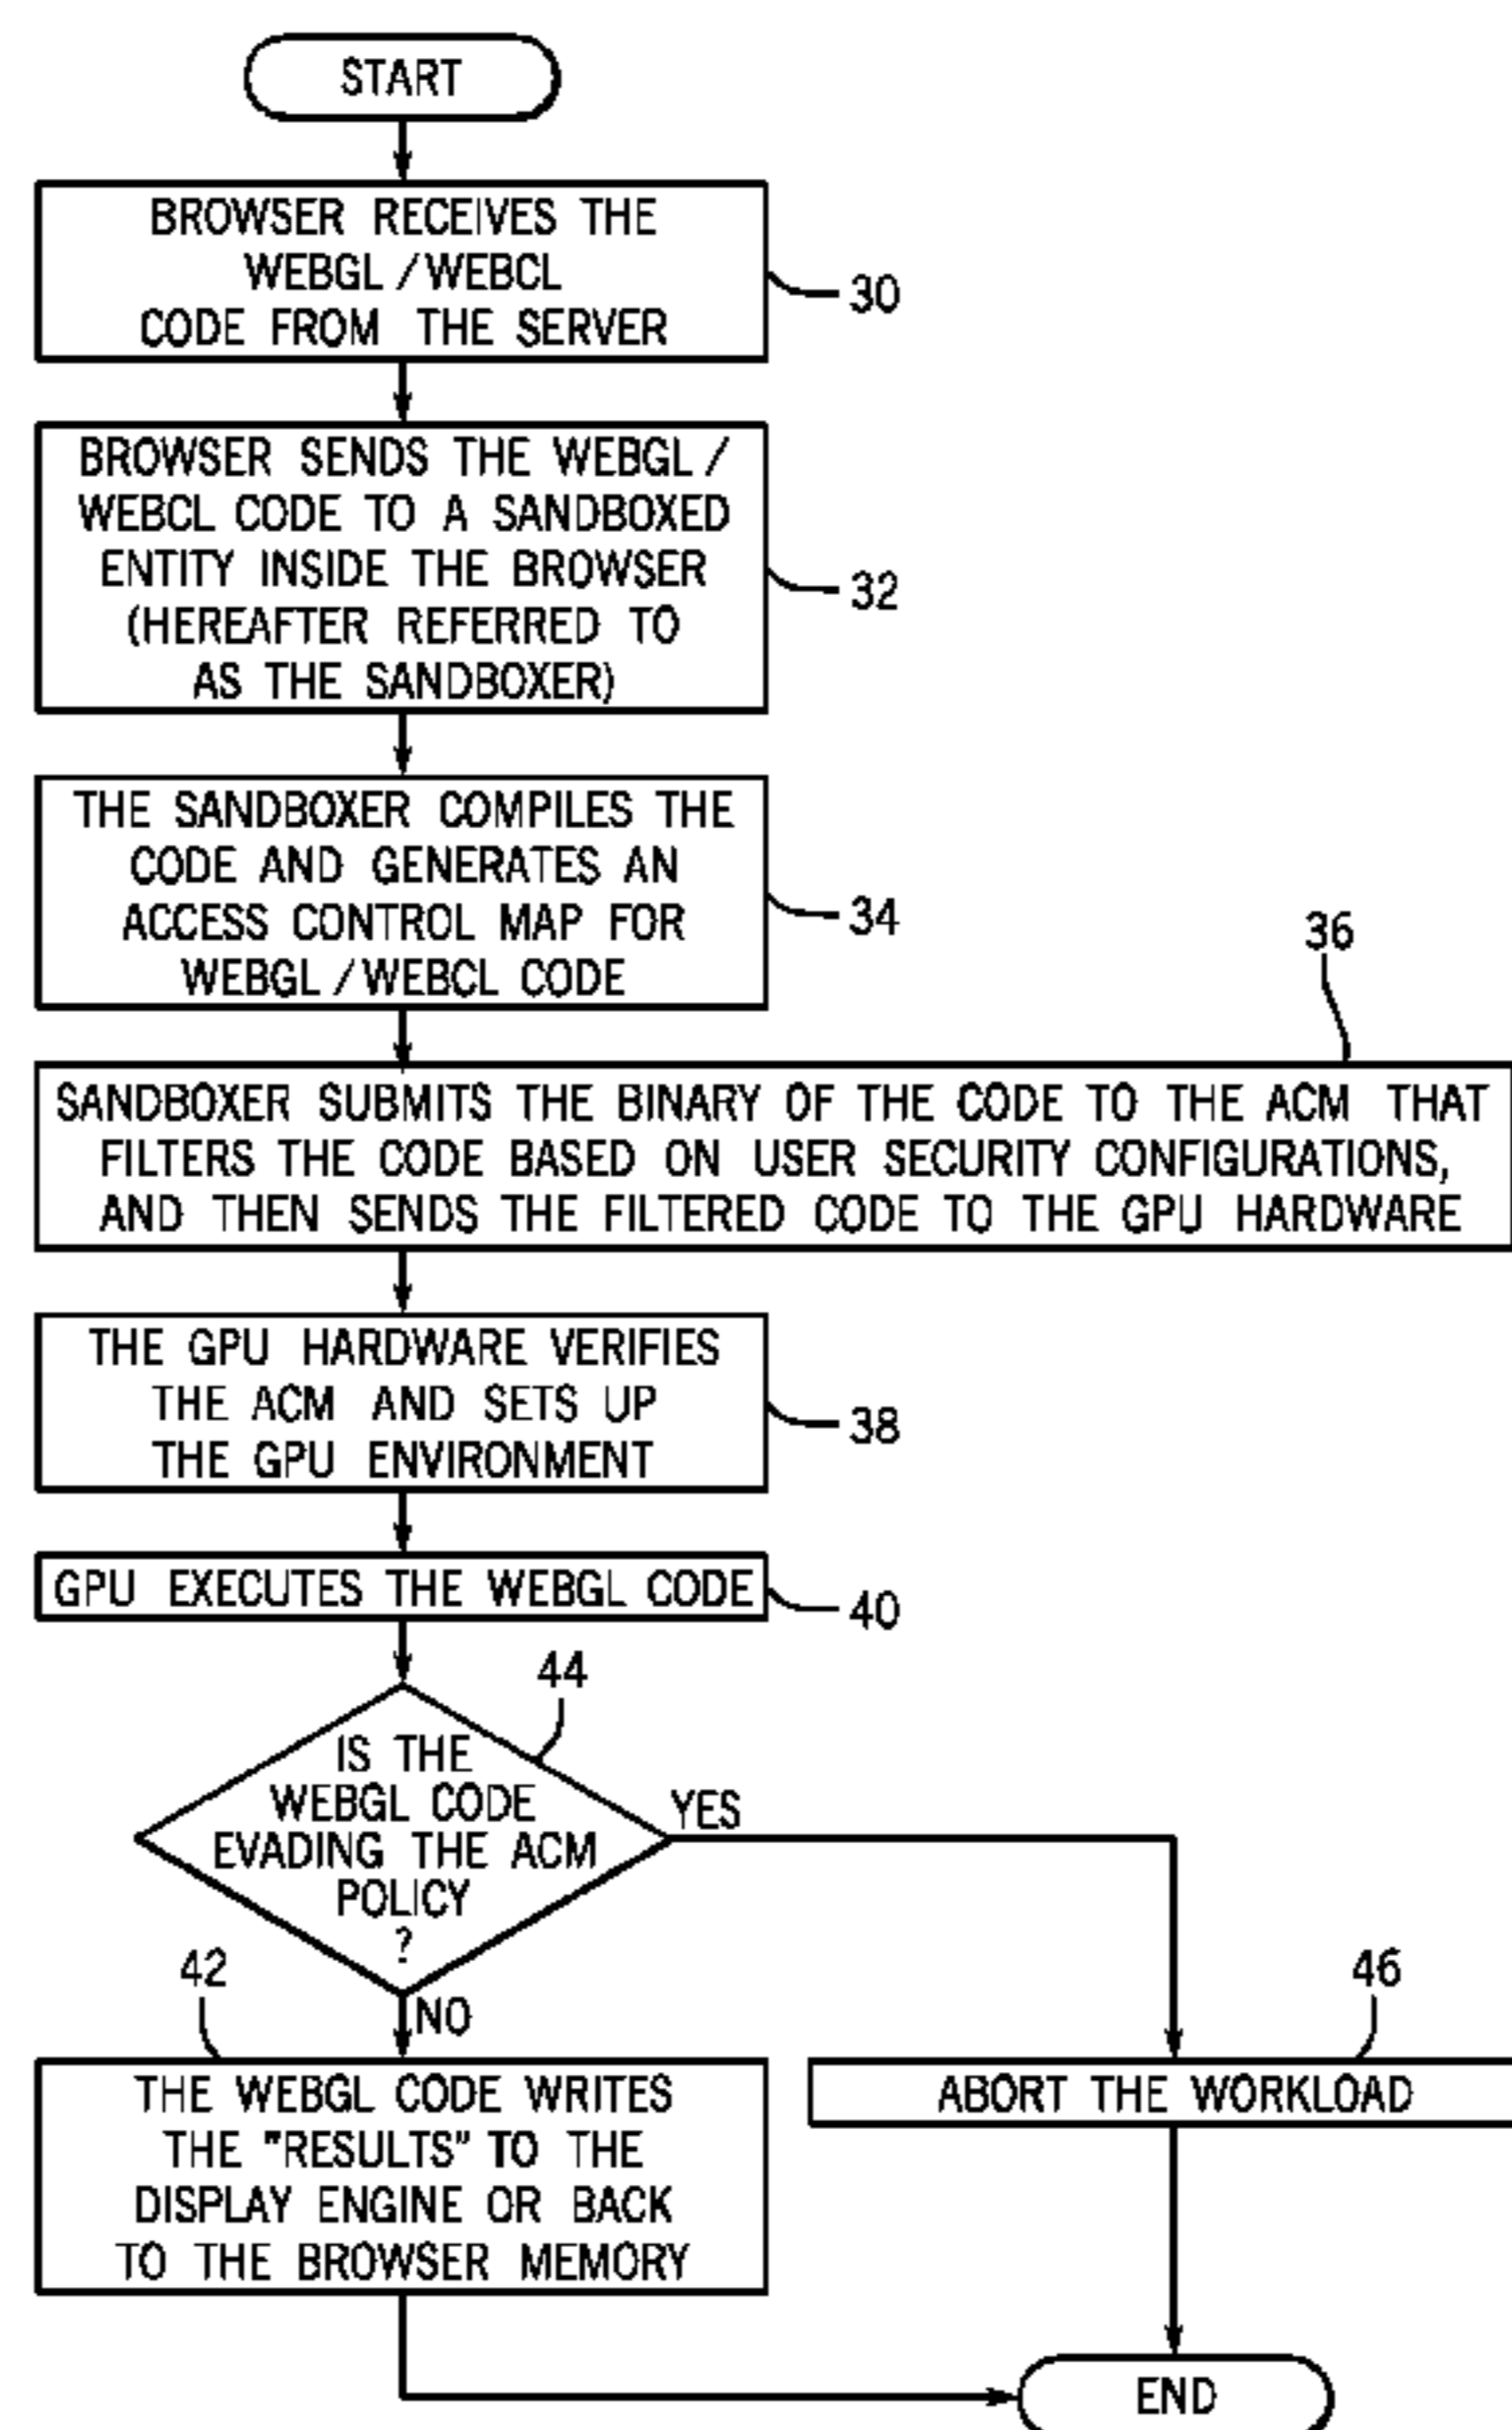 START
BROWSER RECEIVES THE
WEBGL / WEBCL
CODE FROM THE SERVER
30
BROWSER SENDS THE WEBGL /
WEBCL CODE TO A SANDBOXED
ENTITY INSIDE THE BROWSER
(HEREAFTER REFERRED TO
AS THE SANDBOXER)
32
THE SANDBOXER COMPILES THE
CODE AND GENERATES AN
ACCESS CONTROL MAP FOR
WEBGL / WEBCL CODE
34
36
SANDBOXER SUBMITS THE BINARY OF THE CODE TO THE ACM THAT
FILTERS THE CODE BASED ON USER SECURITY CONFIGURATIONS,
AND THEN SENDS THE FILTERED CODE TO THE GPU HARDWARE
THE GPU HARDWARE VERIFIES
THE ACM AND SETS UP
THE GPU ENVIRONMENT
38
GPU EXECUTES THE WEBGL CODE
40
44
IS THE
WEBGL CODE
EVADING THE ACM
POLICY
?
YES
NO
42
THE WEBGL CODE WRITES
THE "RESULTS" TO THE
DISPLAY ENGINE OR BACK
TO THE BROWSER MEMORY
46
ABORT THE WORKLOAD
END